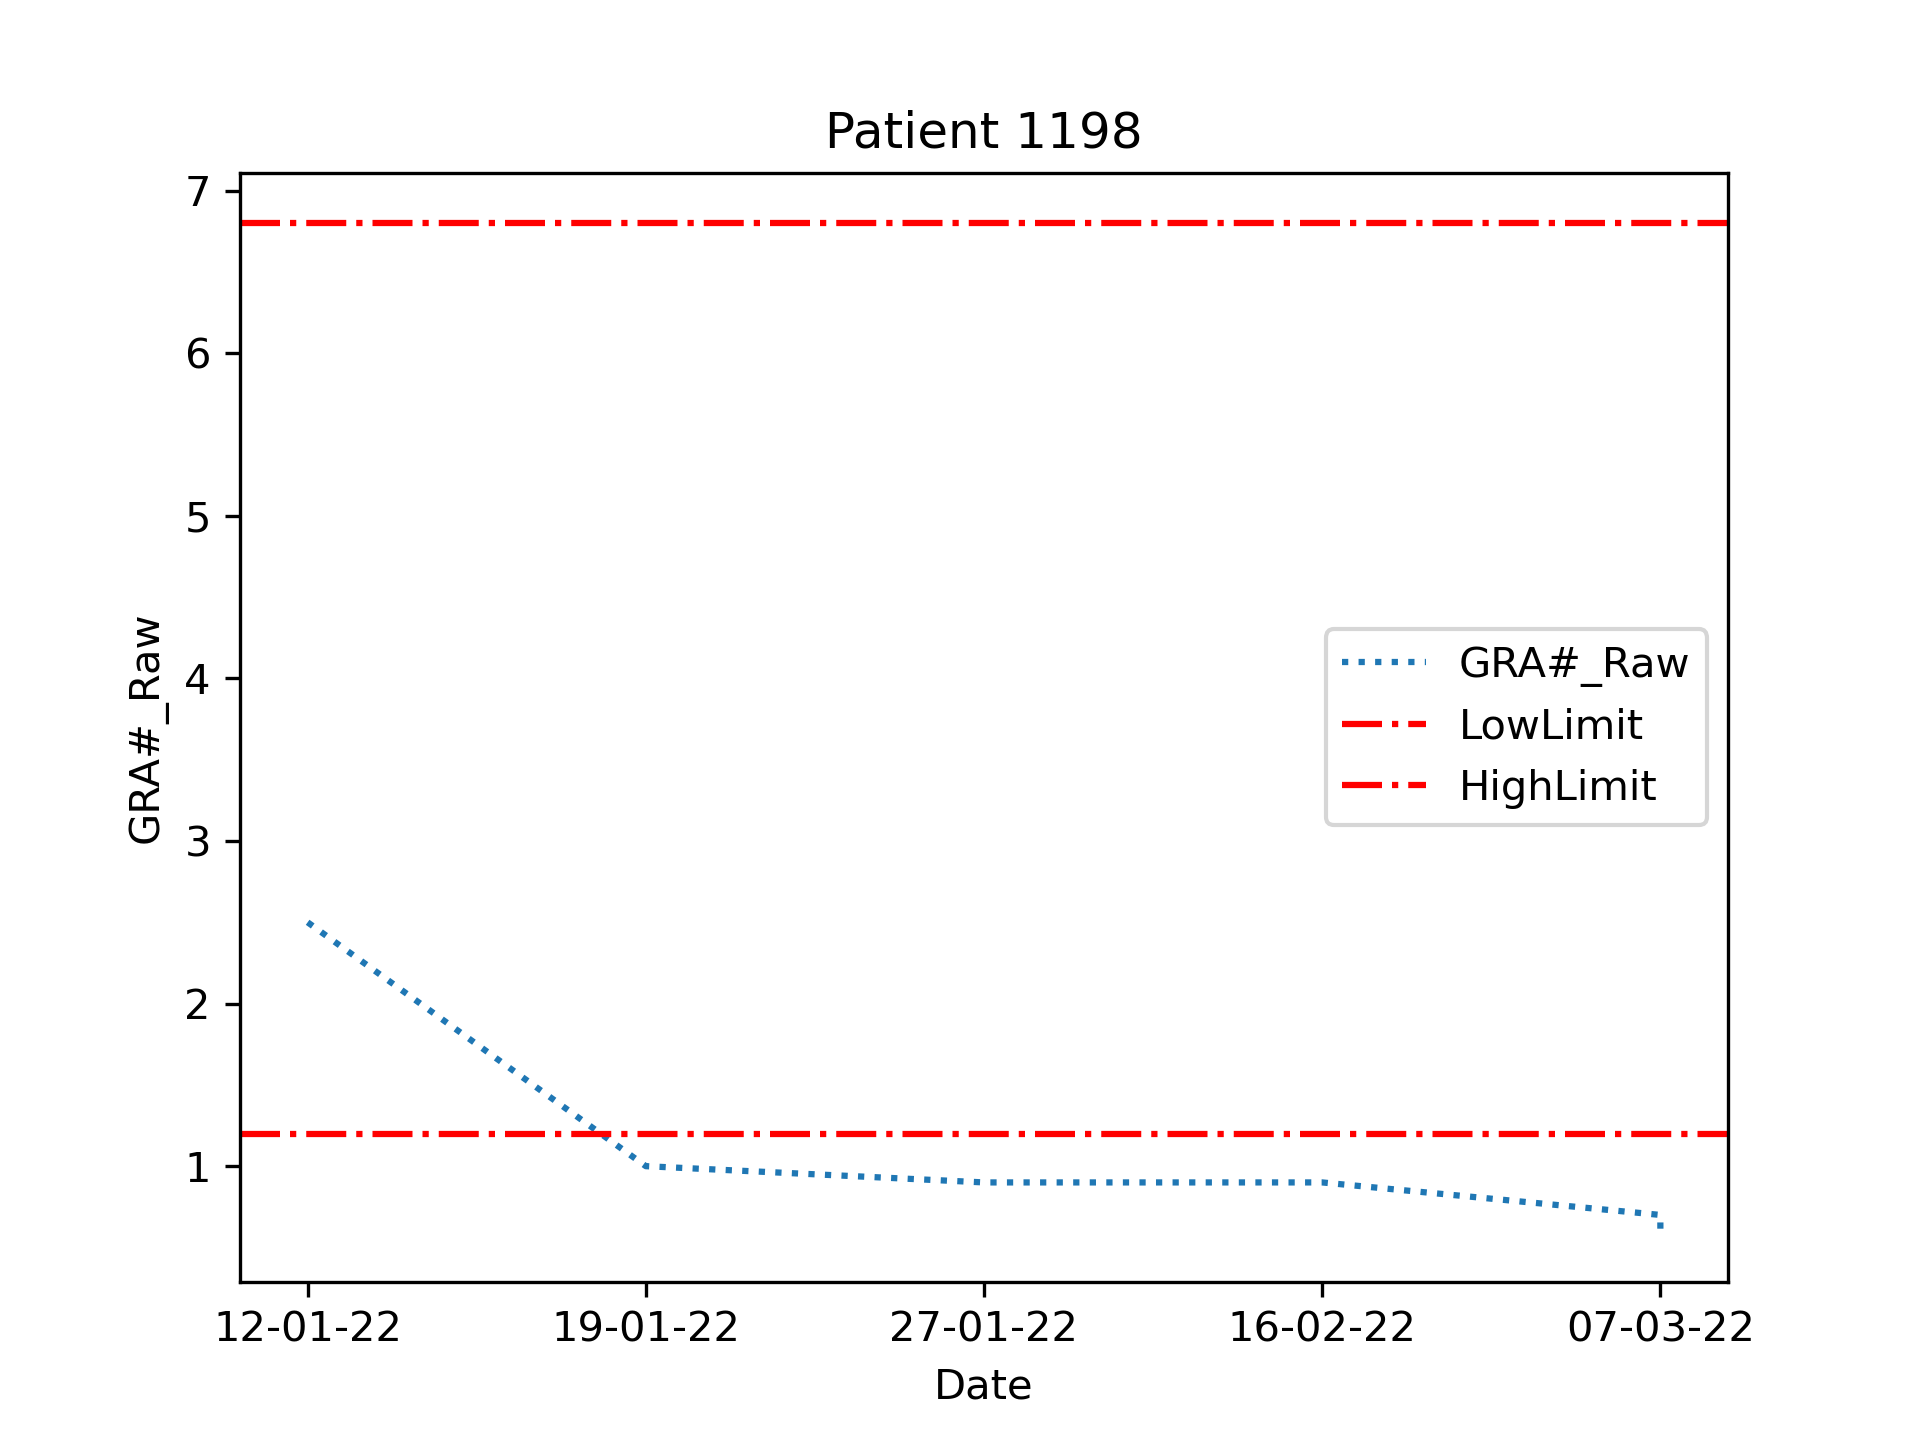 Patient 1198
7
6
5
4
3
2
1
GRA#_Raw
GRA#_Raw
LowLimit
HighLimit
12-01-22 19-01-22 27-01-22 16-02-22 07-03-22
Date